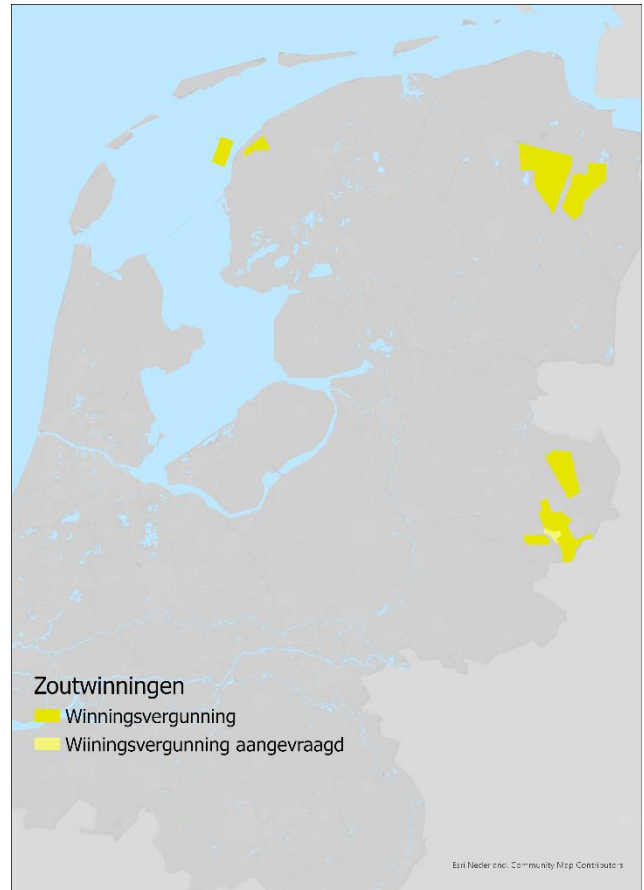 Zoutwinningen
Winningsvergunning
Wiiningsvergunning aangevraagd
Esri Nederland, Community Map Contributors